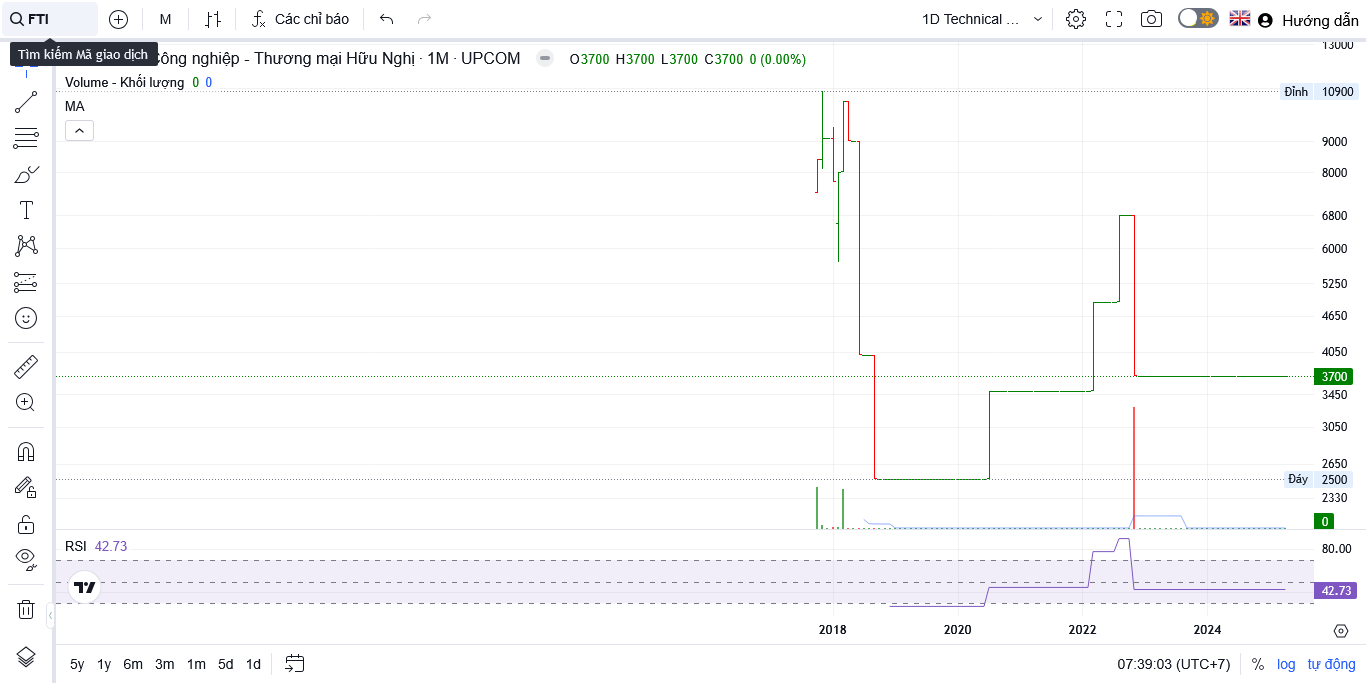 FTI
M
Các chỉ báo
1D Technical ...
Hướng dẫn
Tìm kiếm Mã giao dịch
Công nghiệp - Thương mại Hữu Nghị · 1M · UPCOM
O3700 H3700 L3700 C3700 0 (0.00%)
Volume - Khối lượng 0 0
MA
13000
Đỉnh 10900
9000
8000
6800
6000
5250
4650
4050
3700
3450
3050
2650
Đáy 2500
2330
0
RSI 42.73
80.00
42.73
2018 2020 2022 2024
5y 1y 6m 3m 1m 5d 1d
07:39:03 (UTC+7) % log tự động